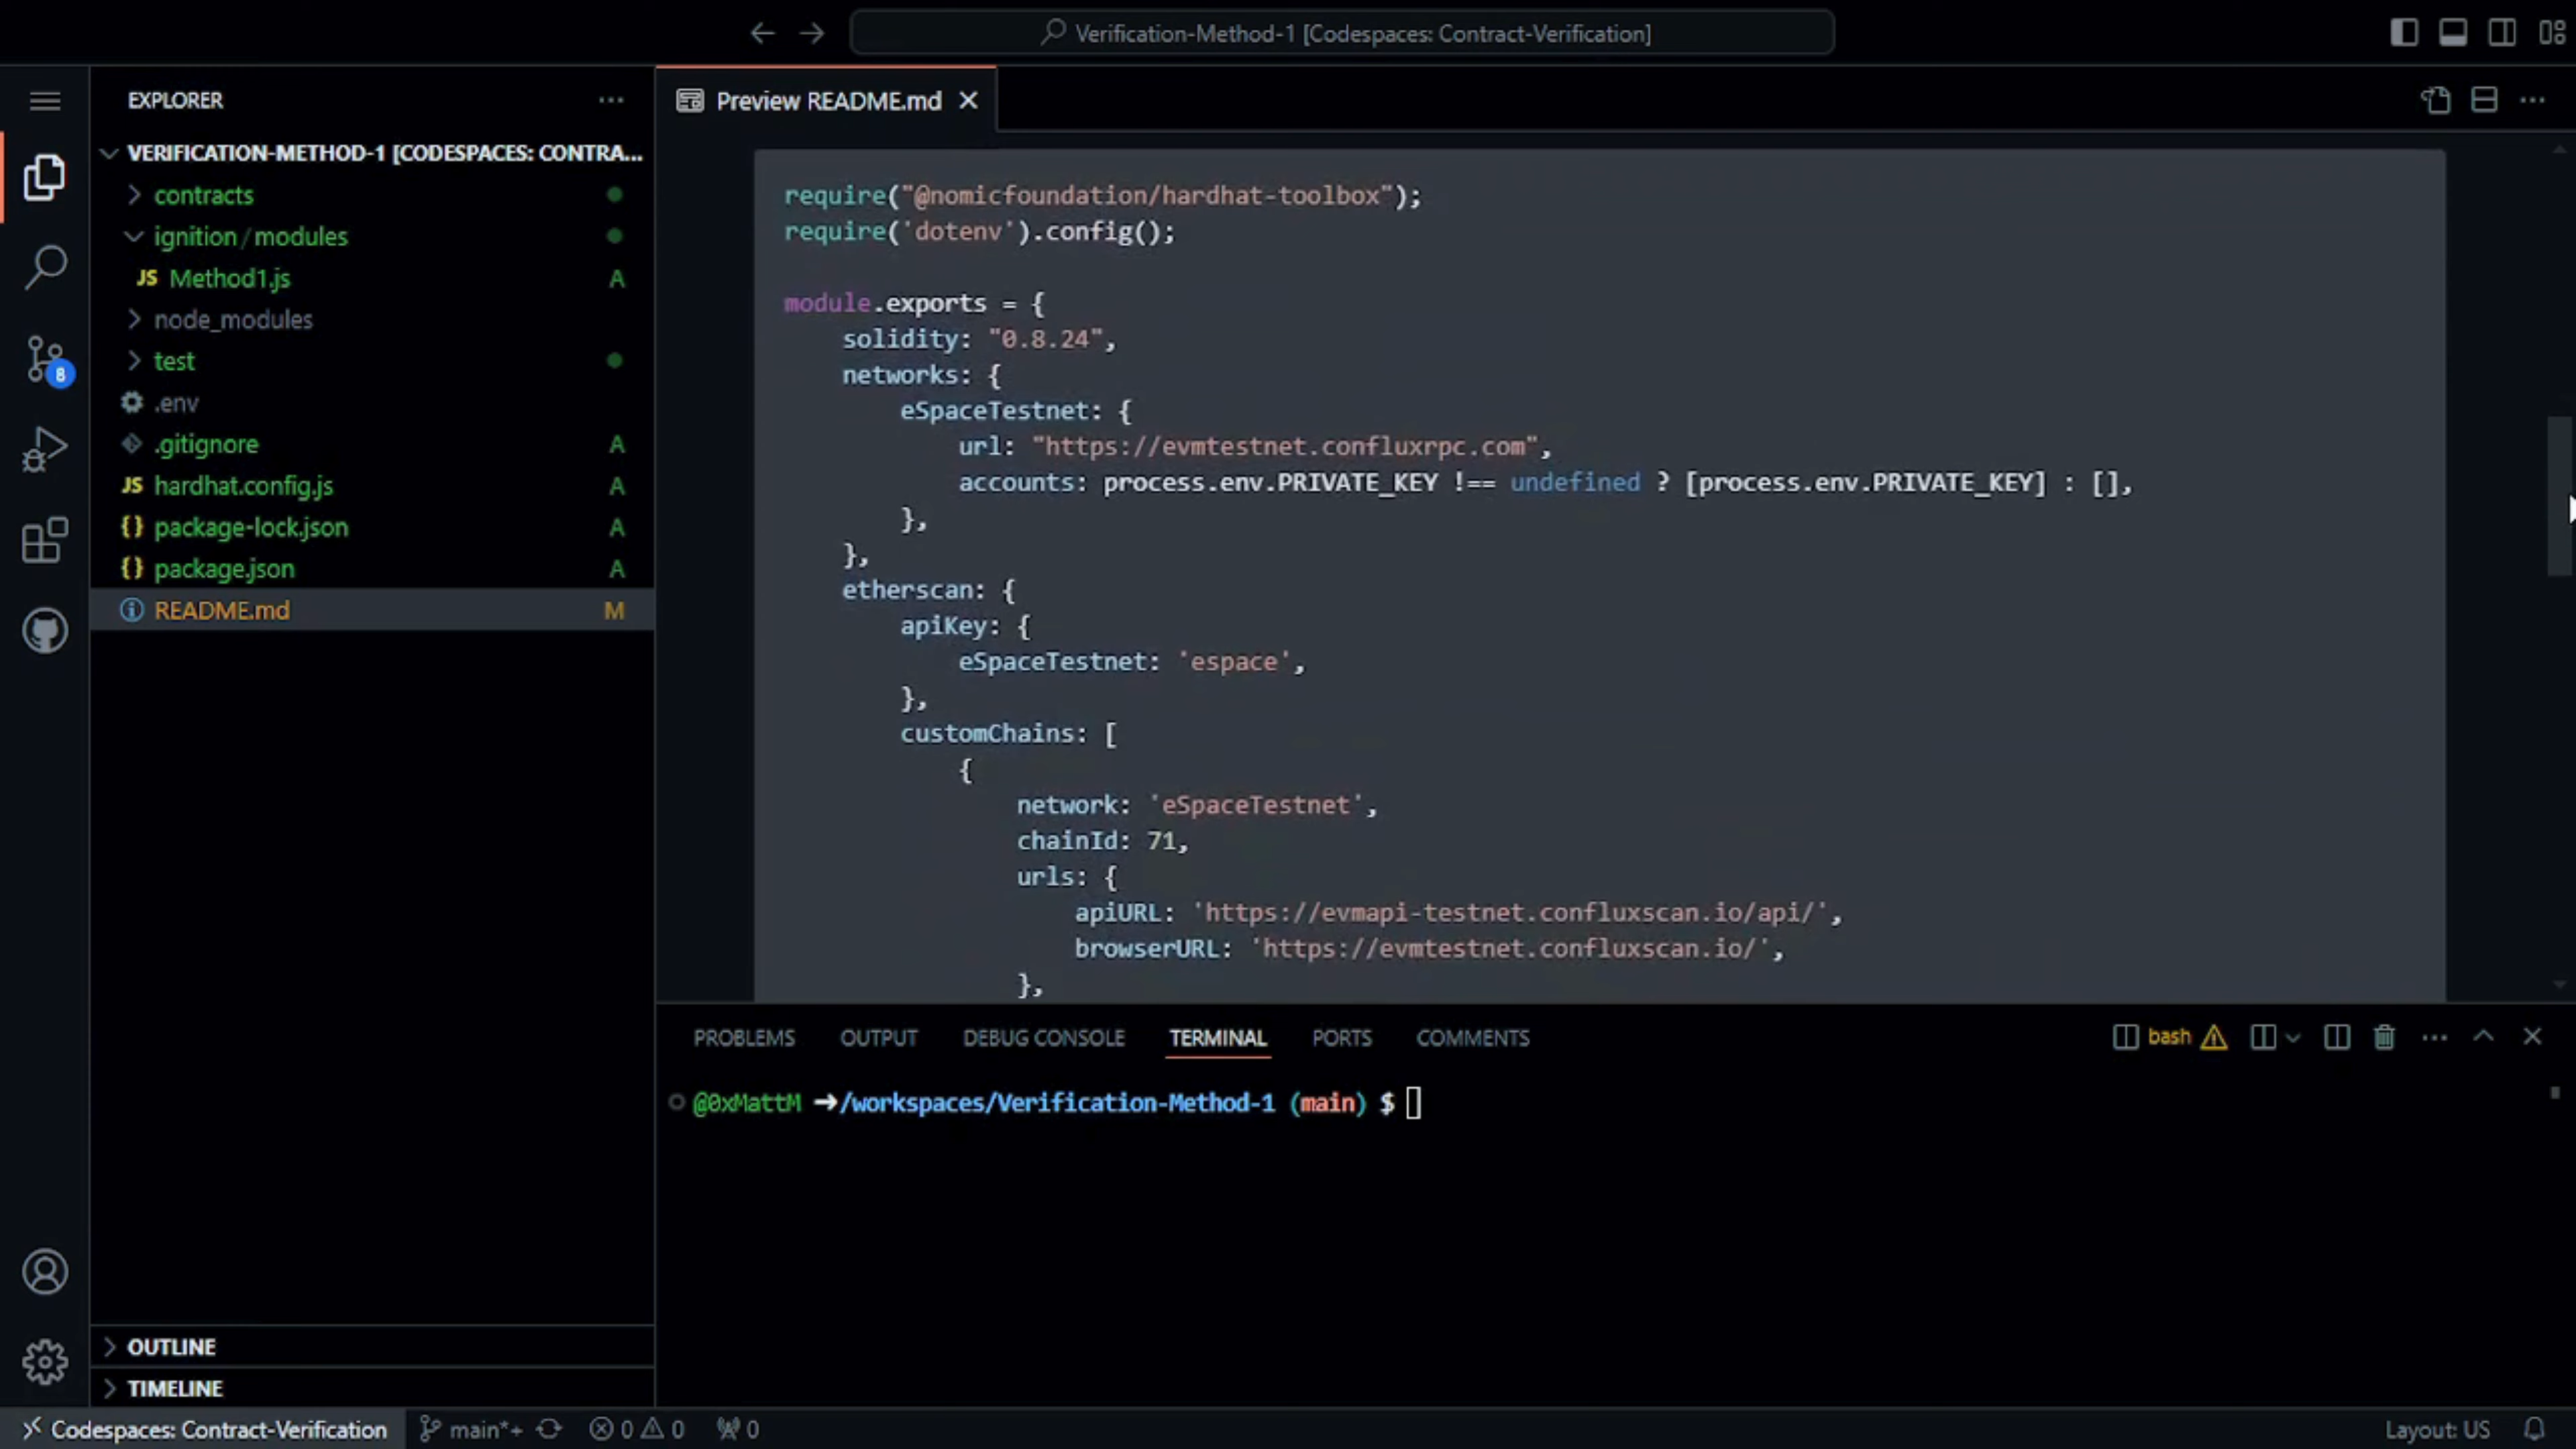 Verification-Method-1 [Codespaces: Contract-Verification]
EXPLORER
VERIFICATION-METHOD-1 [CODESPACES: CONTRA...
contracts
ignition / modules
JS Method1.js A
node_modules
test
.env
.gitignore A
JS hardhat.config.js A
{} package-lock.json A
{} package.json A
README.md M
8
OUTLINE
TIMELINE
Preview README.md
require("@nomicfoundation/hardhat-toolbox");
require('dotenv').config();
module.exports = {
solidity: "0.8.24",
networks: {
eSpaceTestnet: {
url: "https://evmtestnet.confluxrpc.com",
accounts: process.env.PRIVATE_KEY !== undefined ? [process.env.PRIVATE_KEY] : [],
},
},
etherscan: {
apiKey: {
eSpaceTestnet: 'espace',
},
customChains: [
{
network: 'eSpaceTestnet',
chainId: 71,
urls: {
apiURL: 'https://evmapi-testnet.confluxscan.io/api/',
browserURL: 'https://evmtestnet.confluxscan.io/',
},
PROBLEMS OUTPUT DEBUG CONSOLE TERMINAL PORTS COMMENTS
bash
@0xMattM ➜/workspaces/Verification-Method-1 (main) $
Codespaces: Contract-Verification main*+ 0 0 0 Layout: US